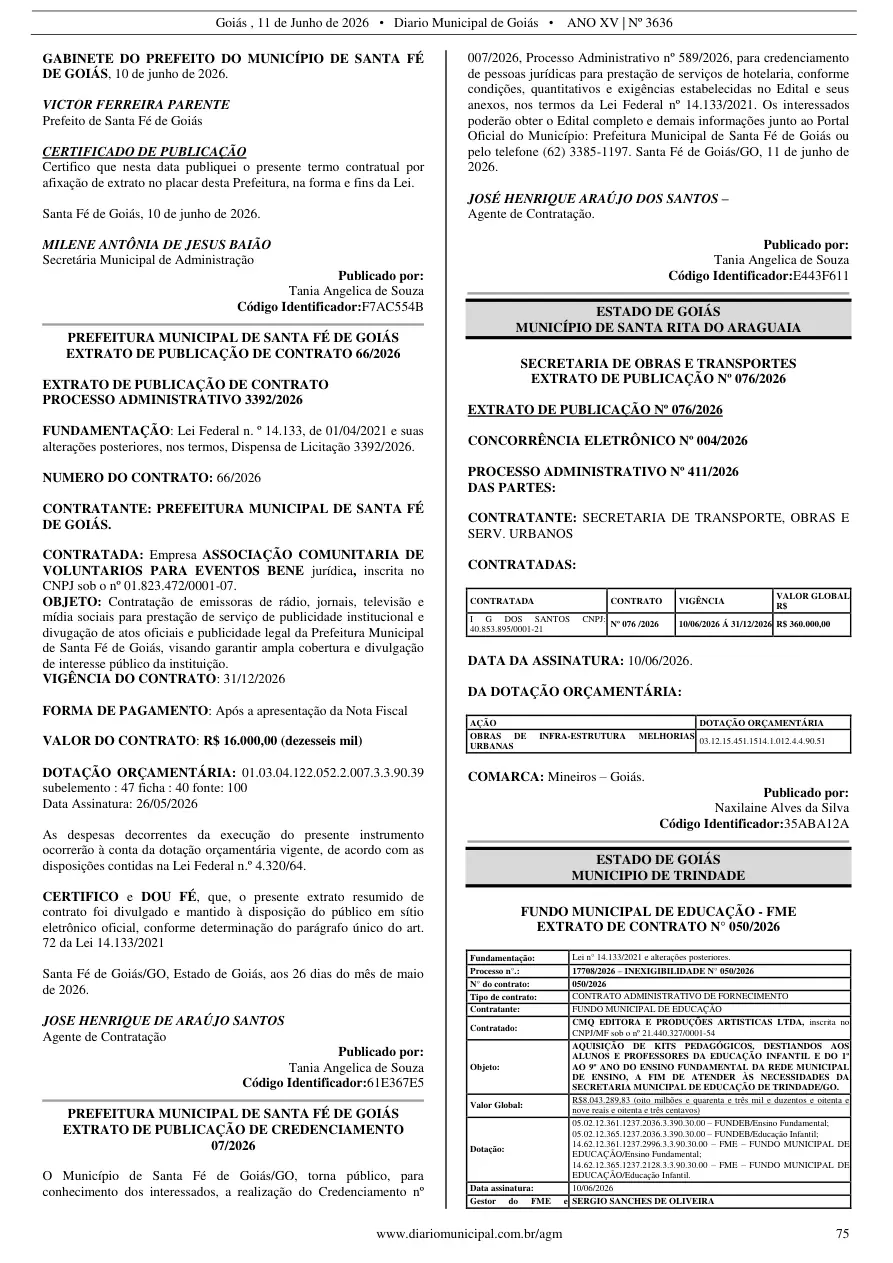 Goiás , 11 de Junho de 2026 • Diario Municipal de Goiás • ANO XV | Nº 3636
GABINETE DO PREFEITO DO MUNICÍPIO DE SANTA FÉ
DE GOIÁS, 10 de junho de 2026.
VICTOR FERREIRA PARENTE
Prefeito de Santa Fé de Goiás
CERTIFICADO DE PUBLICAÇÃO
Certifico que nesta data publiquei o presente termo contratual por
afixação de extrato no placar desta Prefeitura, na forma e fins da Lei.
Santa Fé de Goiás, 10 de junho de 2026.
MILENE ANTÔNIA DE JESUS BAIÃO
Secretária Municipal de Administração
Publicado por:
Tania Angelica de Souza
Código Identificador:F7AC554B
PREFEITURA MUNICIPAL DE SANTA FÉ DE GOIÁS
EXTRATO DE PUBLICAÇÃO DE CONTRATO 66/2026
EXTRATO DE PUBLICAÇÃO DE CONTRATO
PROCESSO ADMINISTRATIVO 3392/2026
FUNDAMENTAÇÃO: Lei Federal n. º 14.133, de 01/04/2021 e suas
alterações posteriores, nos termos, Dispensa de Licitação 3392/2026.
NUMERO DO CONTRATO: 66/2026
CONTRATANTE: PREFEITURA MUNICIPAL DE SANTA FÉ
DE GOIÁS.
CONTRATADA: Empresa ASSOCIAÇÃO COMUNITARIA DE
VOLUNTARIOS PARA EVENTOS BENE jurídica, inscrita no
CNPJ sob o nº 01.823.472/0001-07.
OBJETO: Contratação de emissoras de rádio, jornais, televisão e
mídia sociais para prestação de serviço de publicidade institucional e
divugação de atos oficiais e publicidade legal da Prefeitura Municipal
de Santa Fé de Goiás, visando garantir ampla cobertura e divulgação
de interesse público da instituição.
VIGÊNCIA DO CONTRATO: 31/12/2026
FORMA DE PAGAMENTO: Após a apresentação da Nota Fiscal
VALOR DO CONTRATO: R$ 16.000,00 (dezesseis mil)
DOTAÇÃO ORÇAMENTÁRIA: 01.03.04.122.052.2.007.3.3.90.39
subelemento : 47 ficha : 40 fonte: 100
Data Assinatura: 26/05/2026
As despesas decorrentes da execução do presente instrumento
ocorrerão à conta da dotação orçamentária vigente, de acordo com as
disposições contidas na Lei Federal n.º 4.320/64.
CERTIFICO e DOU FÉ, que, o presente extrato resumido de
contrato foi divulgado e mantido à disposição do público em sítio
eletrônico oficial, conforme determinação do parágrafo único do art.
72 da Lei 14.133/2021
Santa Fé de Goiás/GO, Estado de Goiás, aos 26 dias do mês de maio
de 2026.
JOSE HENRIQUE DE ARAÚJO SANTOS
Agente de Contratação
Publicado por:
Tania Angelica de Souza
Código Identificador:61E367E5
PREFEITURA MUNICIPAL DE SANTA FÉ DE GOIÁS
EXTRATO DE PUBLICAÇÃO DE CREDENCIAMENTO
07/2026
O Município de Santa Fé de Goiás/GO, torna público, para
conhecimento dos interessados, a realização do Credenciamento nº
007/2026, Processo Administrativo nº 589/2026, para credenciamento
de pessoas jurídicas para prestação de serviços de hotelaria, conforme
condições, quantitativos e exigências estabelecidas no Edital e seus
anexos, nos termos da Lei Federal nº 14.133/2021. Os interessados
poderão obter o Edital completo e demais informações junto ao Portal
Oficial do Município: Prefeitura Municipal de Santa Fé de Goiás ou
pelo telefone (62) 3385-1197. Santa Fé de Goiás/GO, 11 de junho de
2026.
JOSÉ HENRIQUE ARAÚJO DOS SANTOS –
Agente de Contratação.
Publicado por:
Tania Angelica de Souza
Código Identificador:E443F611
ESTADO DE GOIÁS
MUNICÍPIO DE SANTA RITA DO ARAGUAIA
SECRETARIA DE OBRAS E TRANSPORTES
EXTRATO DE PUBLICAÇÃO Nº 076/2026
EXTRATO DE PUBLICAÇÃO Nº 076/2026
CONCORRÊNCIA ELETRÔNICO Nº 004/2026
PROCESSO ADMINISTRATIVO Nº 411/2026
DAS PARTES:
CONTRATANTE: SECRETARIA DE TRANSPORTE, OBRAS E
SERV. URBANOS
CONTRATADAS:
CONTRATADA CONTRATO VIGÊNCIA VALOR GLOBAL
R$
I G DOS SANTOS CNPJ:
40.853.895/0001-21 Nº 076 /2026 10/06/2026 Á 31/12/2026 R$ 360.000,00
DATA DA ASSINATURA: 10/06/2026.
DA DOTAÇÃO ORÇAMENTÁRIA:
AÇÃO DOTAÇÃO ORÇAMENTÁRIA
OBRAS DE INFRA-ESTRUTURA MELHORIAS
URBANAS 03.12.15.451.1514.1.012.4.4.90.51
COMARCA: Mineiros – Goiás.
Publicado por:
Naxilaine Alves da Silva
Código Identificador:35ABA12A
ESTADO DE GOIÁS
MUNICIPIO DE TRINDADE
FUNDO MUNICIPAL DE EDUCAÇÃO - FME
EXTRATO DE CONTRATO N° 050/2026
Fundamentação: Lei n° 14.133/2021 e alterações posteriores.
Processo n°.: 17708/2026 – INEXIGIBILIDADE N° 050/2026
N° do contrato: 050/2026
Tipo de contrato: CONTRATO ADMINISTRATIVO DE FORNECIMENTO
Contratante: FUNDO MUNICIPAL DE EDUCAÇÃO
Contratado: CMQ EDITORA E PRODUÇÕES ARTISTICAS LTDA, inscrita no
CNPJ/MF sob o nº 21.440.327/0001-54
Objeto: AQUISIÇÃO DE KITS PEDAGÓGICOS, DESTIANDOS AOS
ALUNOS E PROFESSORES DA EDUCAÇÃO INFANTIL E DO 1º
AO 9º ANO DO ENSINO FUNDAMENTAL DA REDE MUNICIPAL
DE ENSINO, A FIM DE ATENDER ÀS NECESSIDADES DA
SECRETARIA MUNICIPAL DE EDUCAÇÃO DE TRINDADE/GO.
Valor Global: R$8.043.289,83 (oito milhões e quarenta e três mil e duzentos e oitenta e
nove reais e oitenta e três centavos)
Dotação: 05.02.12.361.1237.2036.3.3.390.30.00 – FUNDEB/Ensino Fundamental;
05.02.12.365.1237.2036.3.390.30.00 – FUNDEB/Educação Infantil;
14.62.12.361.1237.2996.3.390.30.00 – FME – FUNDO MUNICIPAL DE
EDUCAÇÃO/Ensino Fundamental;
14.62.12.365.1237.2128.3.3.90.30.00 – FME – FUNDO MUNICIPAL DE
EDUCAÇÃO/Educação Infantil.
Data assinatura: 10/06/2026
Gestor do FME e SERGIO SANCHES DE OLIVEIRA
www.diariomunicipal.com.br/agm 75